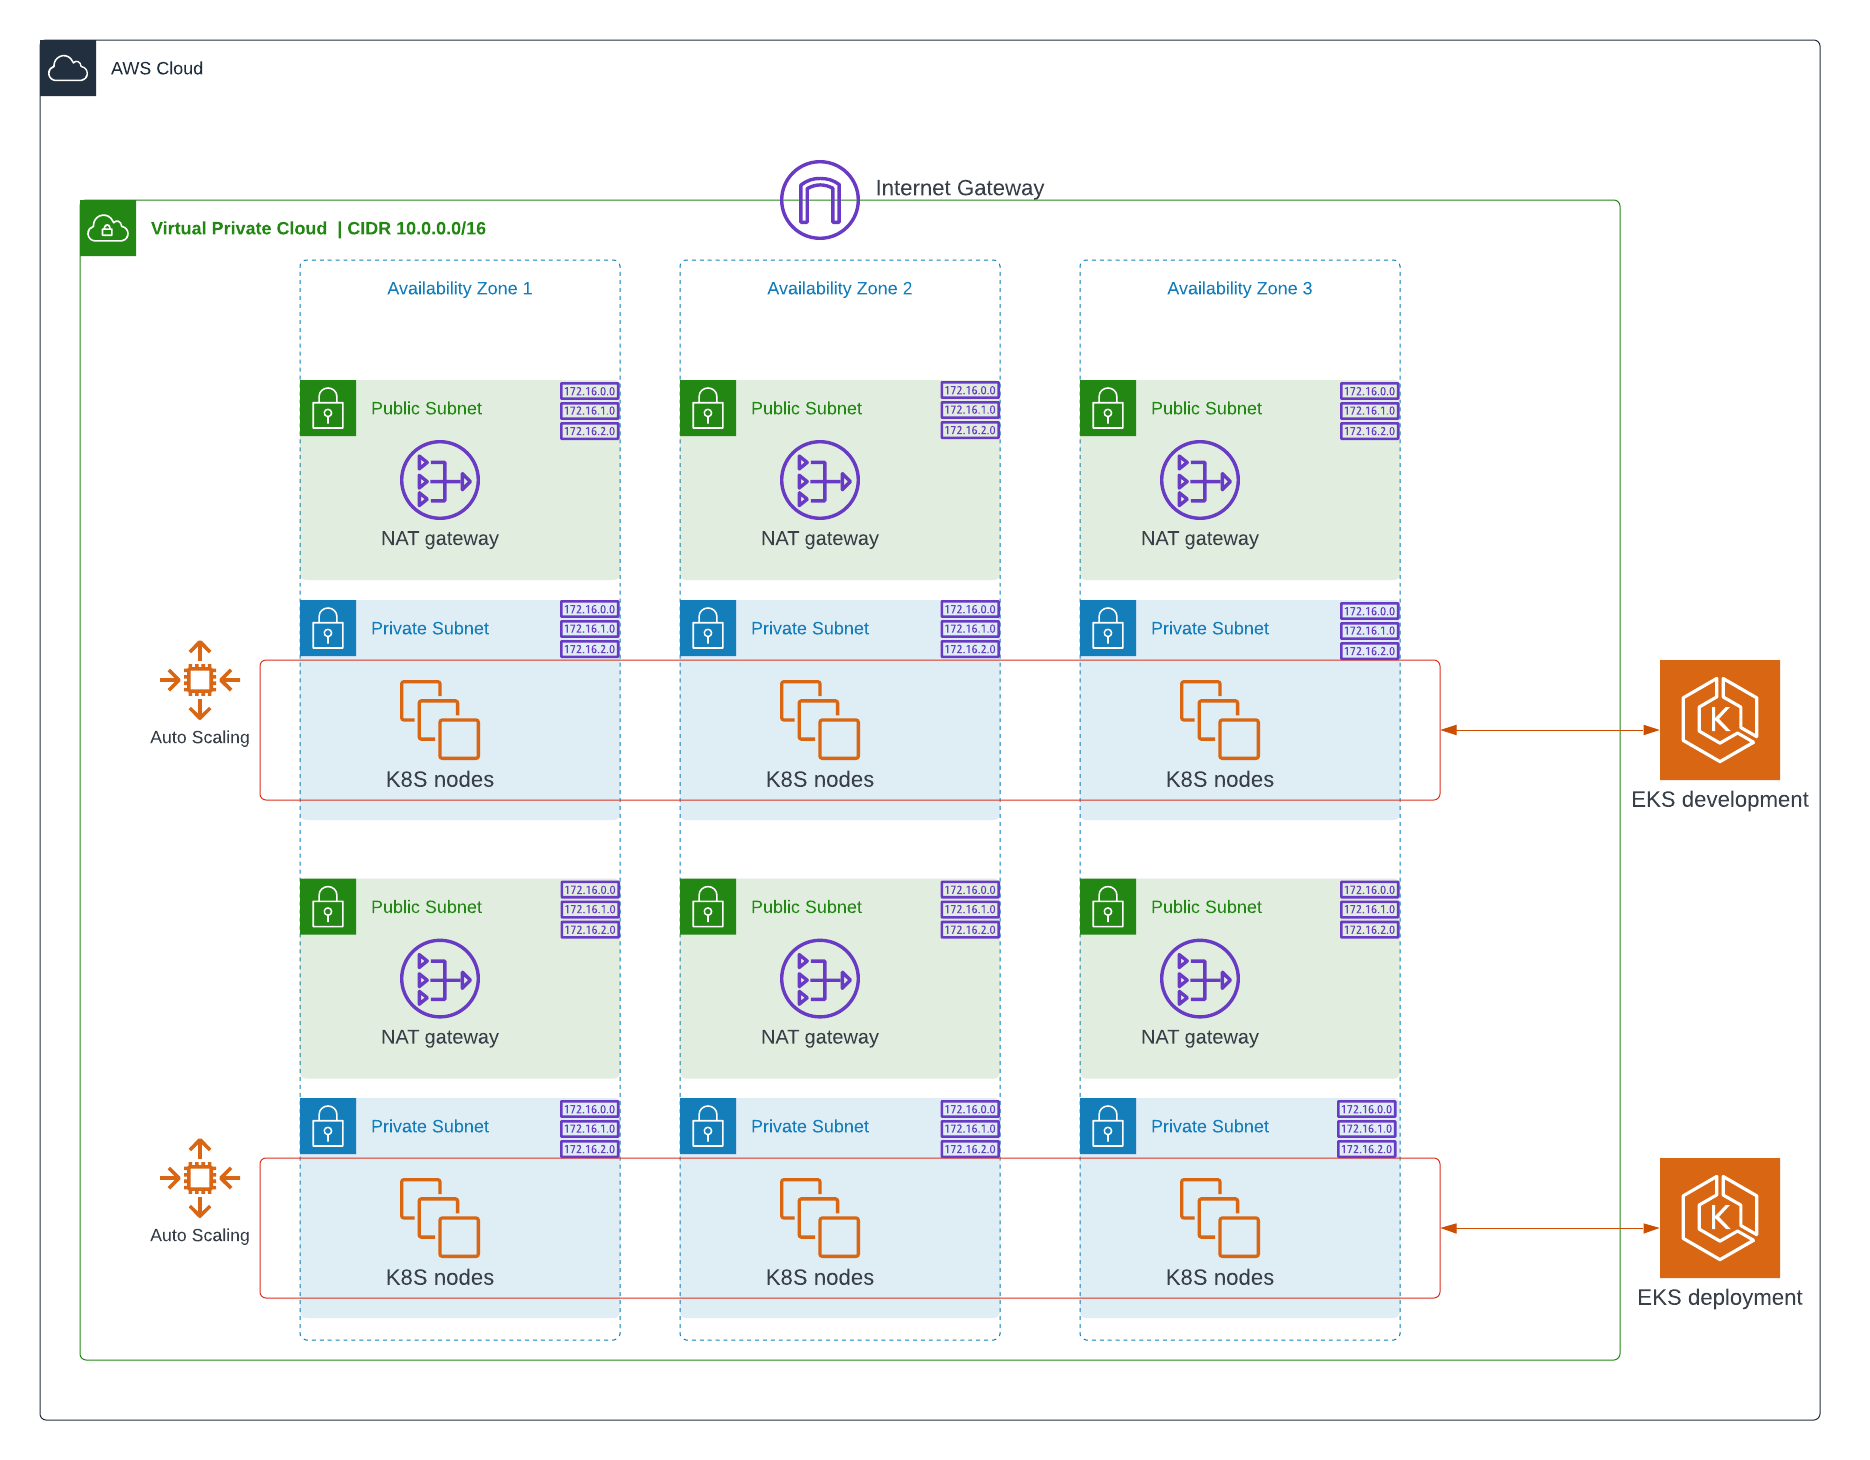 AWS Cloud
Internet Gateway
Virtual Private Cloud | CIDR 10.0.0.0/16
Availability Zone 1
Availability Zone 2
Availability Zone 3
Public Subnet
172.16.0.0
172.16.1.0
172.16.2.0
NAT gateway
Public Subnet
172.16.0.0
172.16.1.0
172.16.2.0
NAT gateway
Public Subnet
172.16.0.0
172.16.1.0
172.16.2.0
NAT gateway
Private Subnet
172.16.0.0
172.16.1.0
172.16.2.0
Private Subnet
172.16.0.0
172.16.1.0
172.16.2.0
Private Subnet
172.16.0.0
172.16.1.0
172.16.2.0
Auto Scaling
K8S nodes
K8S nodes
K8S nodes
K
EKS development
Public Subnet
172.16.0.0
172.16.1.0
172.16.2.0
NAT gateway
Public Subnet
172.16.0.0
172.16.1.0
172.16.2.0
NAT gateway
Public Subnet
172.16.0.0
172.16.1.0
172.16.2.0
NAT gateway
Private Subnet
172.16.0.0
172.16.1.0
172.16.2.0
Private Subnet
172.16.0.0
172.16.1.0
172.16.2.0
Private Subnet
172.16.0.0
172.16.1.0
172.16.2.0
Auto Scaling
K8S nodes
K8S nodes
K8S nodes
K
EKS deployment